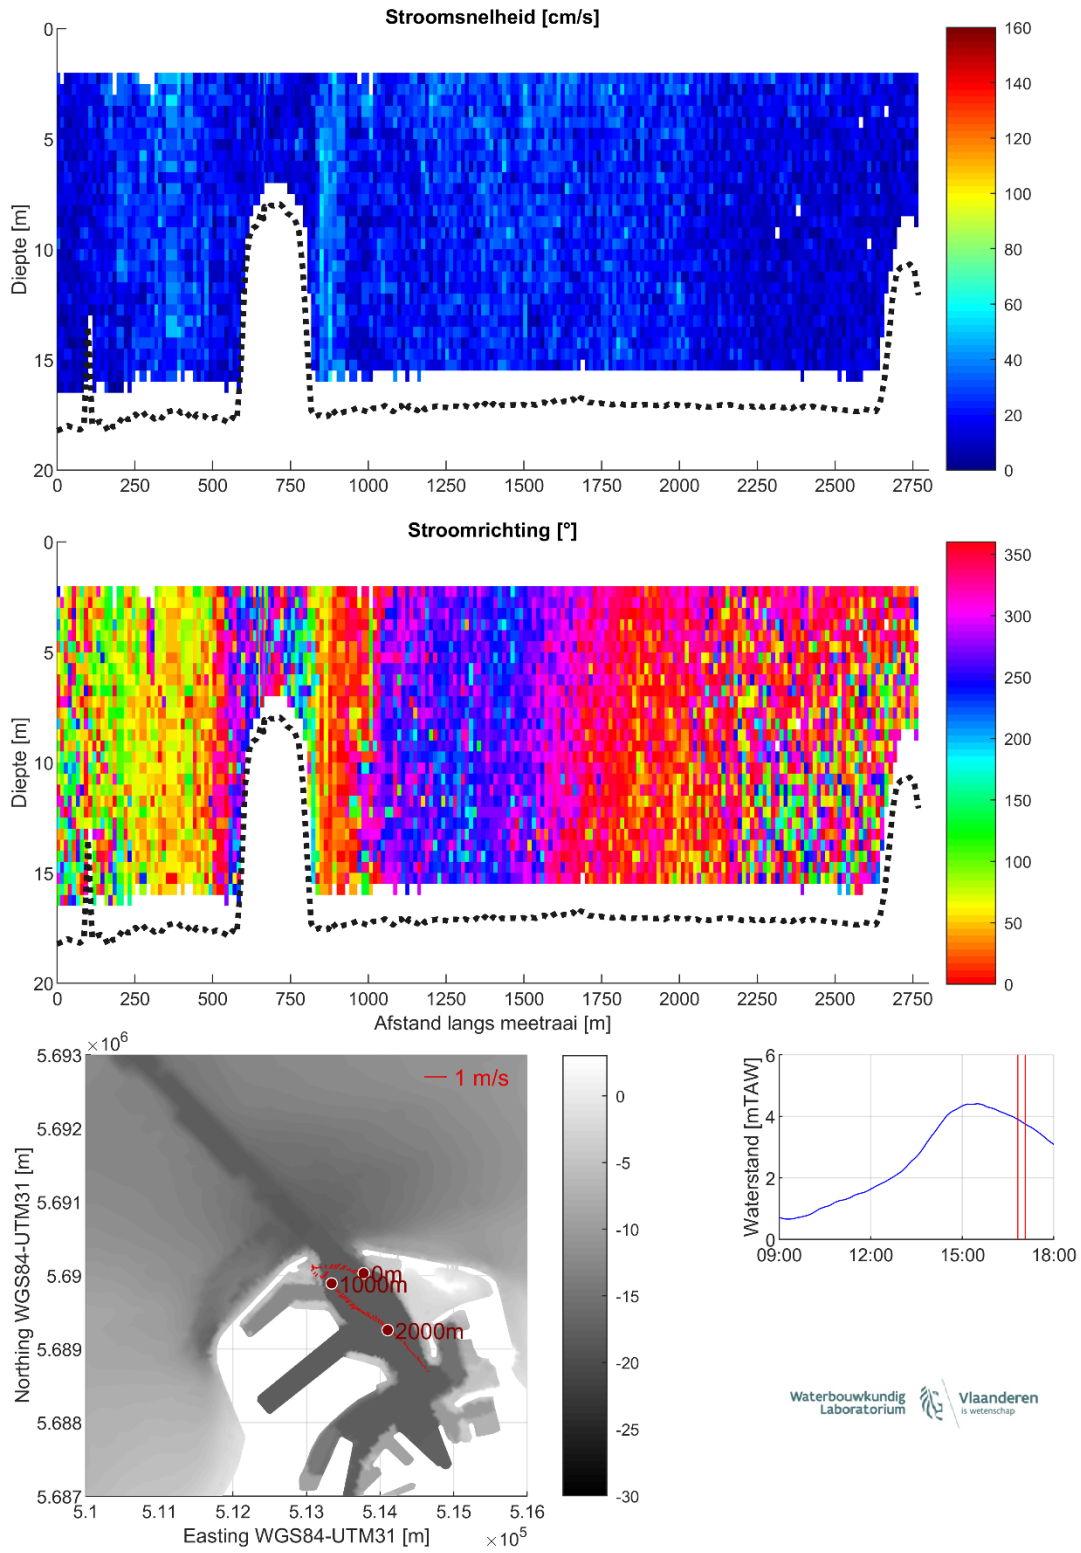 Stroomsnelheid [cm/s]
Diepte [m]
0
5
10
15
20
0 250 500 750 1000 1250 1500 1750 2000 2250 2500 2750
160
140
120
100
80
60
40
20
0
Stroomrichting [°]
Diepte [m]
0
5
10
15
20
0 250 500 750 1000 1250 1500 1750 2000 2250 2500 2750
Afstand langs meetraai [m]
350
300
250
200
150
100
50
0
×10⁶
Northing WGS84-UTM31 [m]
5.693
5.692
5.691
5.69
5.689
5.688
5.687
1 m/s
0m
1000m
2000m
5.1 5.11 5.12 5.13 5.14 5.15 5.16
Easting WGS84-UTM31 [m]
×10⁵
0
-5
-10
-15
-20
-25
-30
Waterstand [mTAW]
6
4
2
0
09:00 12:00 15:00 18:00
Waterbouwkundig
Laboratorium
Vlaanderen
is wetenschap